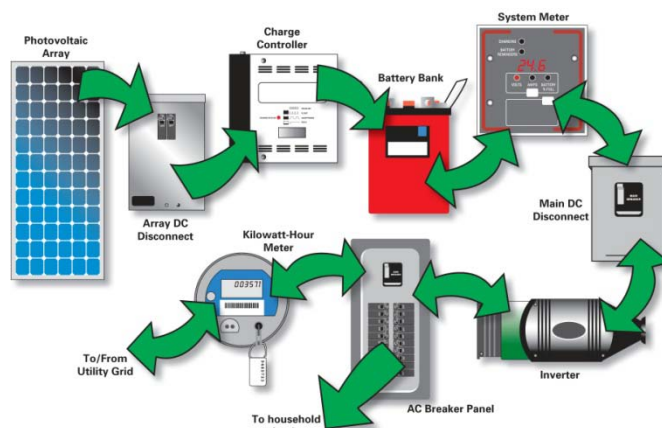 Photovoltaic
Array
Charge
Controller
System Meter
Battery Bank
24.6
Array DC
Disconnect
Main DC
Disconnect
Kilowatt-Hour
Meter
003571
To/From
Utility Grid
Inverter
AC Breaker Panel
To household